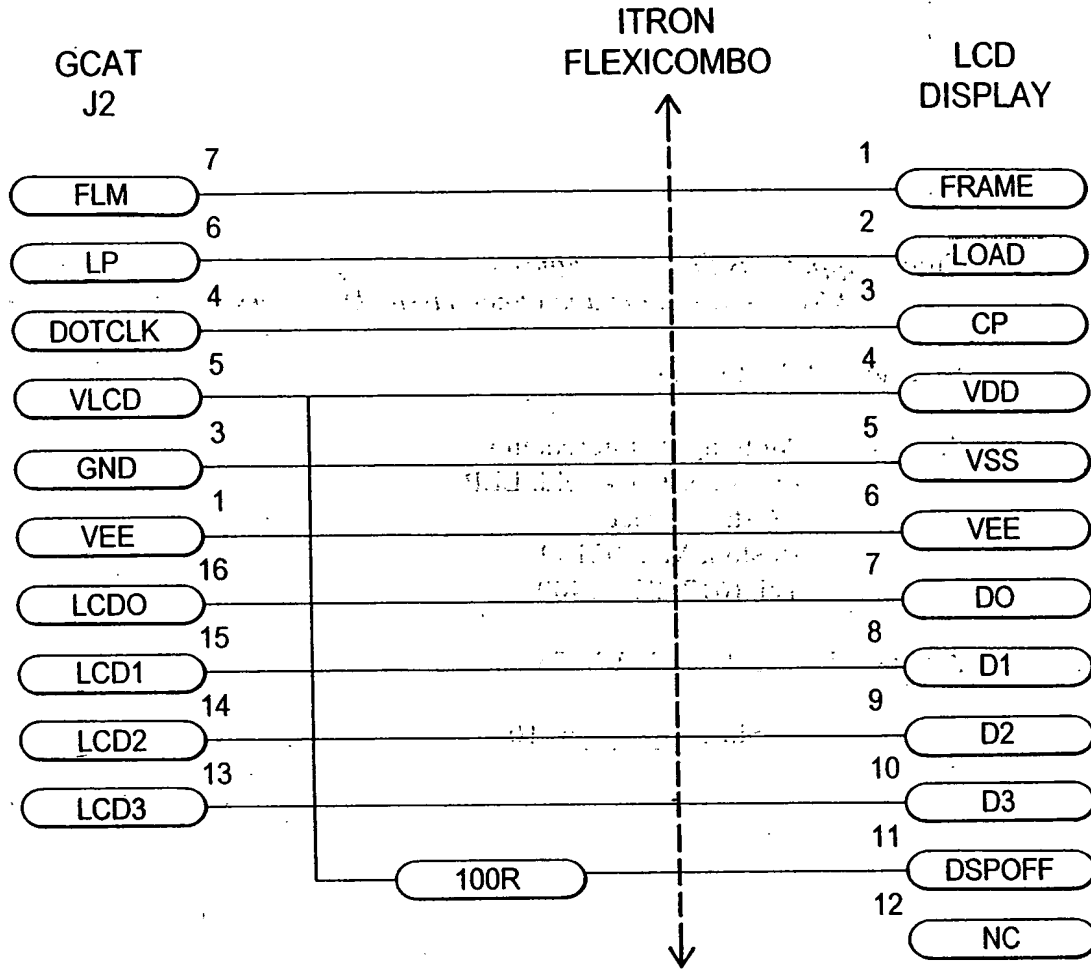 ITRON
FLEXICOMBO
GCAT
J2
LCD
DISPLAY
7
1
FLM
FRAME
6
2
LP
LOAD
4
3
DOTCLK
CP
5
4
VLCD
VDD
3
5
GND
VSS
1
6
VEE
VEE
16
7
LCDO
DO
15
8
LCD1
D1
14
9
LCD2
D2
13
10
LCD3
D3
11
100R
DSPOFF
12
NC